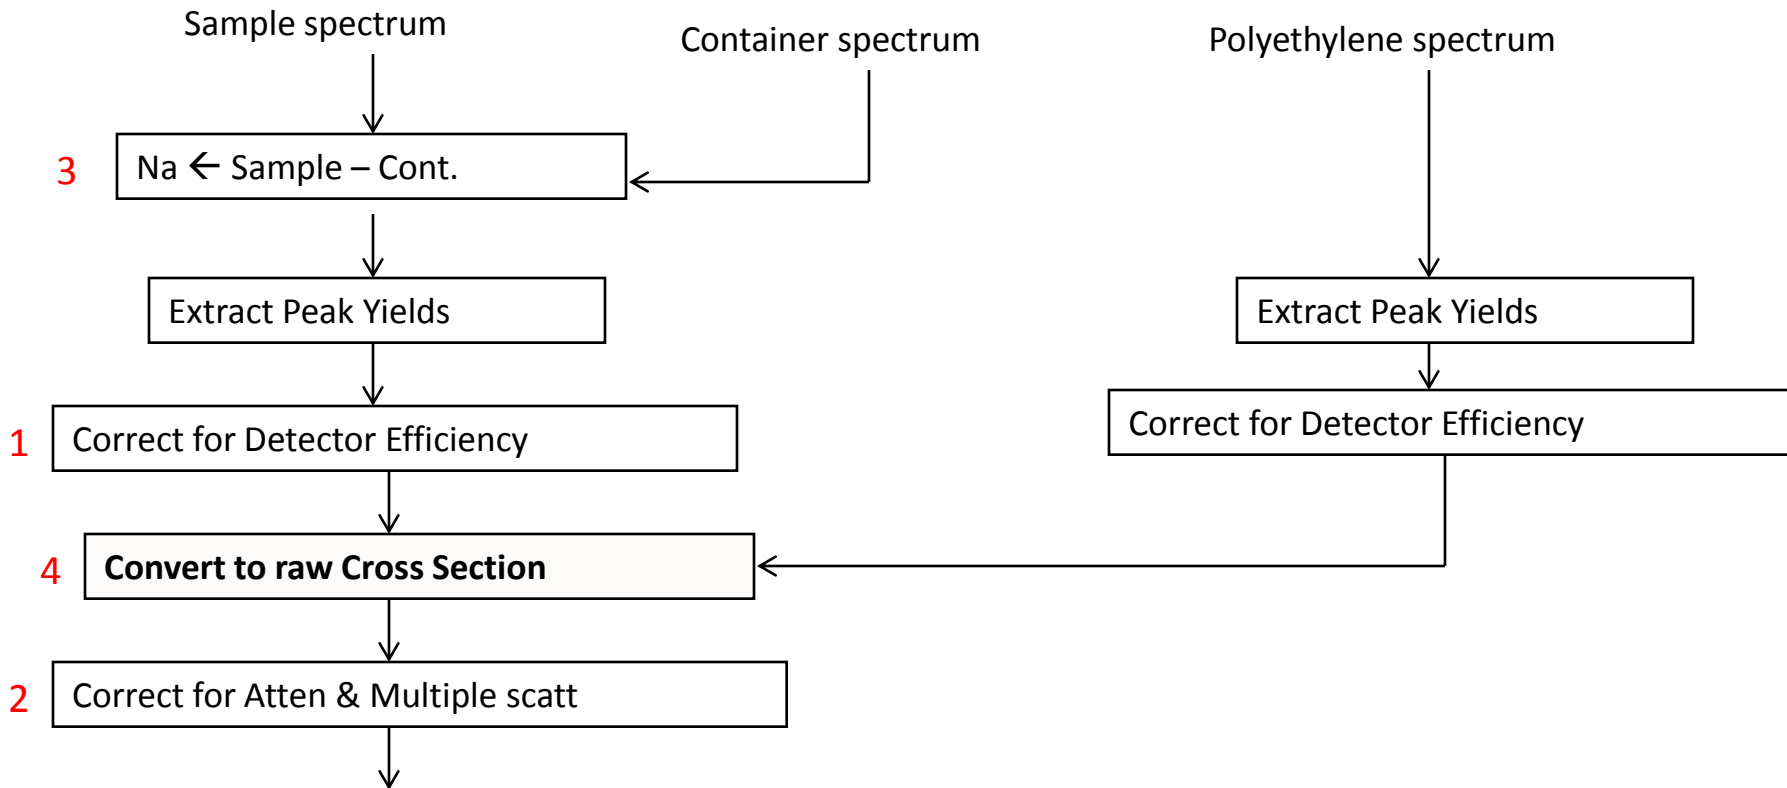 Sample spectrum
Container spectrum
Polyethylene spectrum
3
Na ← Sample – Cont.
Extract Peak Yields
Extract Peak Yields
1
Correct for Detector Efficiency
Correct for Detector Efficiency
4
Convert to raw Cross Section
2
Correct for Atten & Multiple scatt